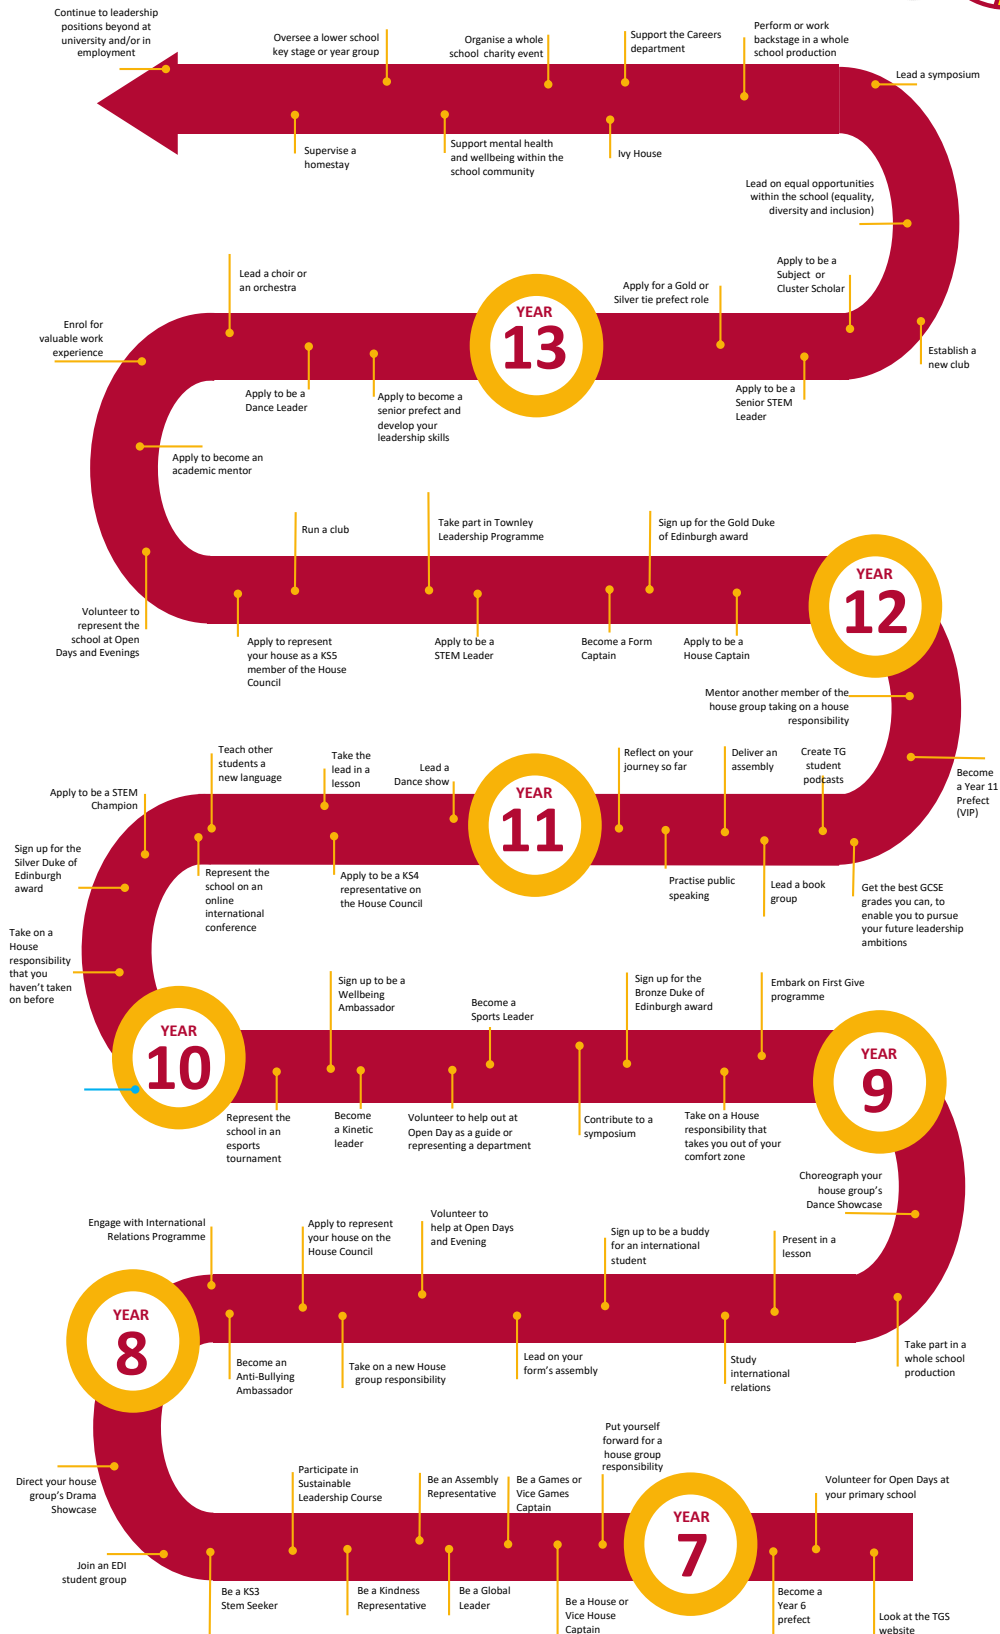 Continue to leadership
positions beyond at
university and/or in
employment
Oversee a lower school
key stage or year group
Organise a whole
school charity event
Support the Careers
department
Perform or work
backstage in a whole
school production
Lead a symposium
Supervise a
homestay
Support mental health
and wellbeing within the
school community
Ivy House
Lead on equal opportunities
within the school (equality,
diversity and inclusion)
Lead a choir or
an orchestra
Apply for a Gold or
Silver tie prefect role
Apply to be a
Subject or
Cluster Scholar
Enrol for
valuable work
experience
YEAR
13
Establish a
new club
Apply to be a
Dance Leader
Apply to become a
senior prefect and
develop your
leadership skills
Apply to be a
Senior STEM
Leader
Apply to become an
academic mentor
Run a club
Take part in Townley
Leadership Programme
Sign up for the Gold Duke
of Edinburgh award
YEAR
12
Volunteer to
represent the
school at Open
Days and Evenings
Apply to represent
your house as a KS5
member of the House
Council
Apply to be a
STEM Leader
Become a Form
Captain
Apply to be a
House Captain
Mentor another member of the
house group taking on a house
responsibility
Teach other
students a
new language
Take the
lead in a
lesson
Lead a
Dance show
Reflect on your
journey so far
Deliver an
assembly
Create TG
student
podcasts
Become
a Year 11
Prefect
(VIP)
Apply to be a STEM
Champion
YEAR
11
Sign up for the
Silver Duke of
Edinburgh
award
Represent the
school on an
online
international
conference
Apply to be a KS4
representative on
the House Council
Practise public
speaking
Lead a book
group
Get the best GCSE
grades you can, to
enable you to pursue
your future leadership
ambitions
Take on a
House
responsibility
that you
haven't taken
on before
Sign up to be a
Wellbeing
Ambassador
Become a
Sports Leader
Sign up for the
Bronze Duke of
Edinburgh award
Embark on First Give
programme
YEAR
10
YEAR
9
Represent the
school in an
esports
tournament
Become
a Kinetic
leader
Volunteer to help out at
Open Day as a guide or
representing a department
Contribute to a
symposium
Take on a House
responsibility that
takes you out of your
comfort zone
Choreograph your
house group's
Dance Showcase
Engage with International
Relations Programme
Apply to represent
your house on the
House Council
Volunteer to
help at Open Days
and Evening
Sign up to be a buddy
for an international
student
Present in a
lesson
YEAR
8
Become an
Anti-Bullying
Ambassador
Take on a new House
group responsibility
Lead on your
form's assembly
Study
international
relations
Take part in a
whole school
production
Direct your house
group's Drama
Showcase
Participate in
Sustainable
Leadership Course
Be an Assembly
Representative
Be a Games or
Vice Games
Captain
Put yourself
forward for a
house group
responsibility
YEAR
7
Volunteer for Open Days at
your primary school
Join an EDI
student group
Be a KS3
Stem Seeker
Be a Kindness
Representative
Be a Global
Leader
Be a House or
Vice House
Captain
Become a
Year 6
prefect
Look at the TGS
website